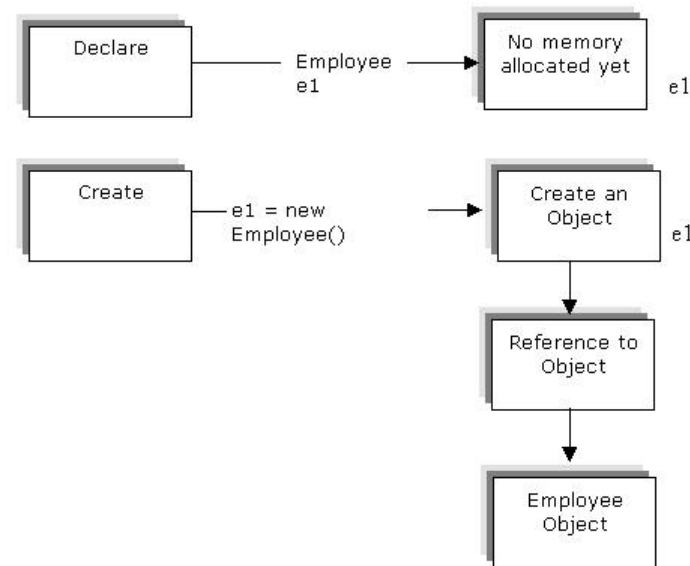 Declare
Employee
e1
No memory
allocated yet
e1
Create
e1 = new
Employee()
Create an
Object
e1
Reference to
Object
Employee
Object